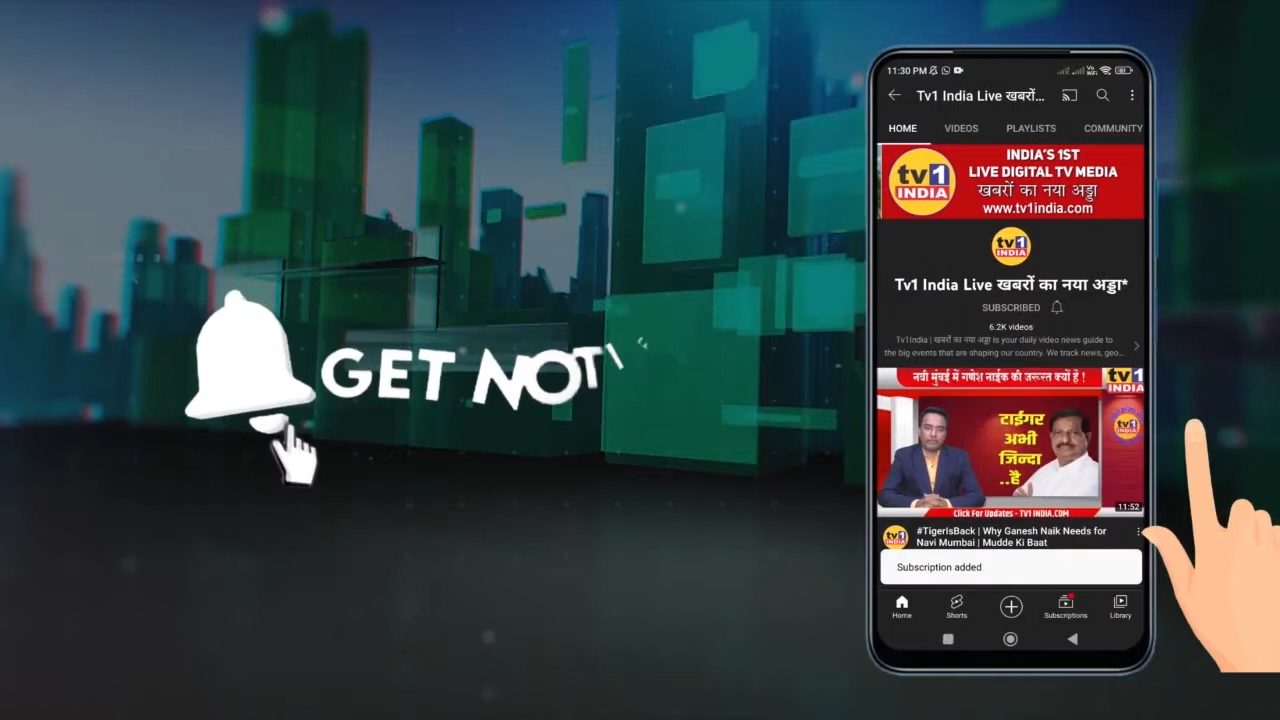 GET NOT
11:30 PM
Tv1 India Live खबरों...
HOME VIDEOS PLAYLISTS COMMUNITY
tv1
INDIA
INDIA'S 1ST
LIVE DIGITAL TV MEDIA
खबरों का नया अड्डा
www.tv1india.com
tv1
INDIA
Tv1 India Live खबरों का नया अड्डा*
SUBSCRIBED
6.2K videos
Tv1India | खबरों का नया अड्डा is your daily video news guide to
the big events that are shaping our country. We track news, geo...
नवी मुंबई में गणेश नाईक की जरूरत क्यों है !
tv1
INDIA
टाईगर
अभी
जिन्दा
..है
tv1
INDIA
11:52
Click For Updates - TV1 INDIA.COM
tv1
INDIA
#TigerIsBack | Why Ganesh Naik Needs for
Navi Mumbai | Mudde Ki Baat
Subscription added
Home Shorts Subscriptions Library